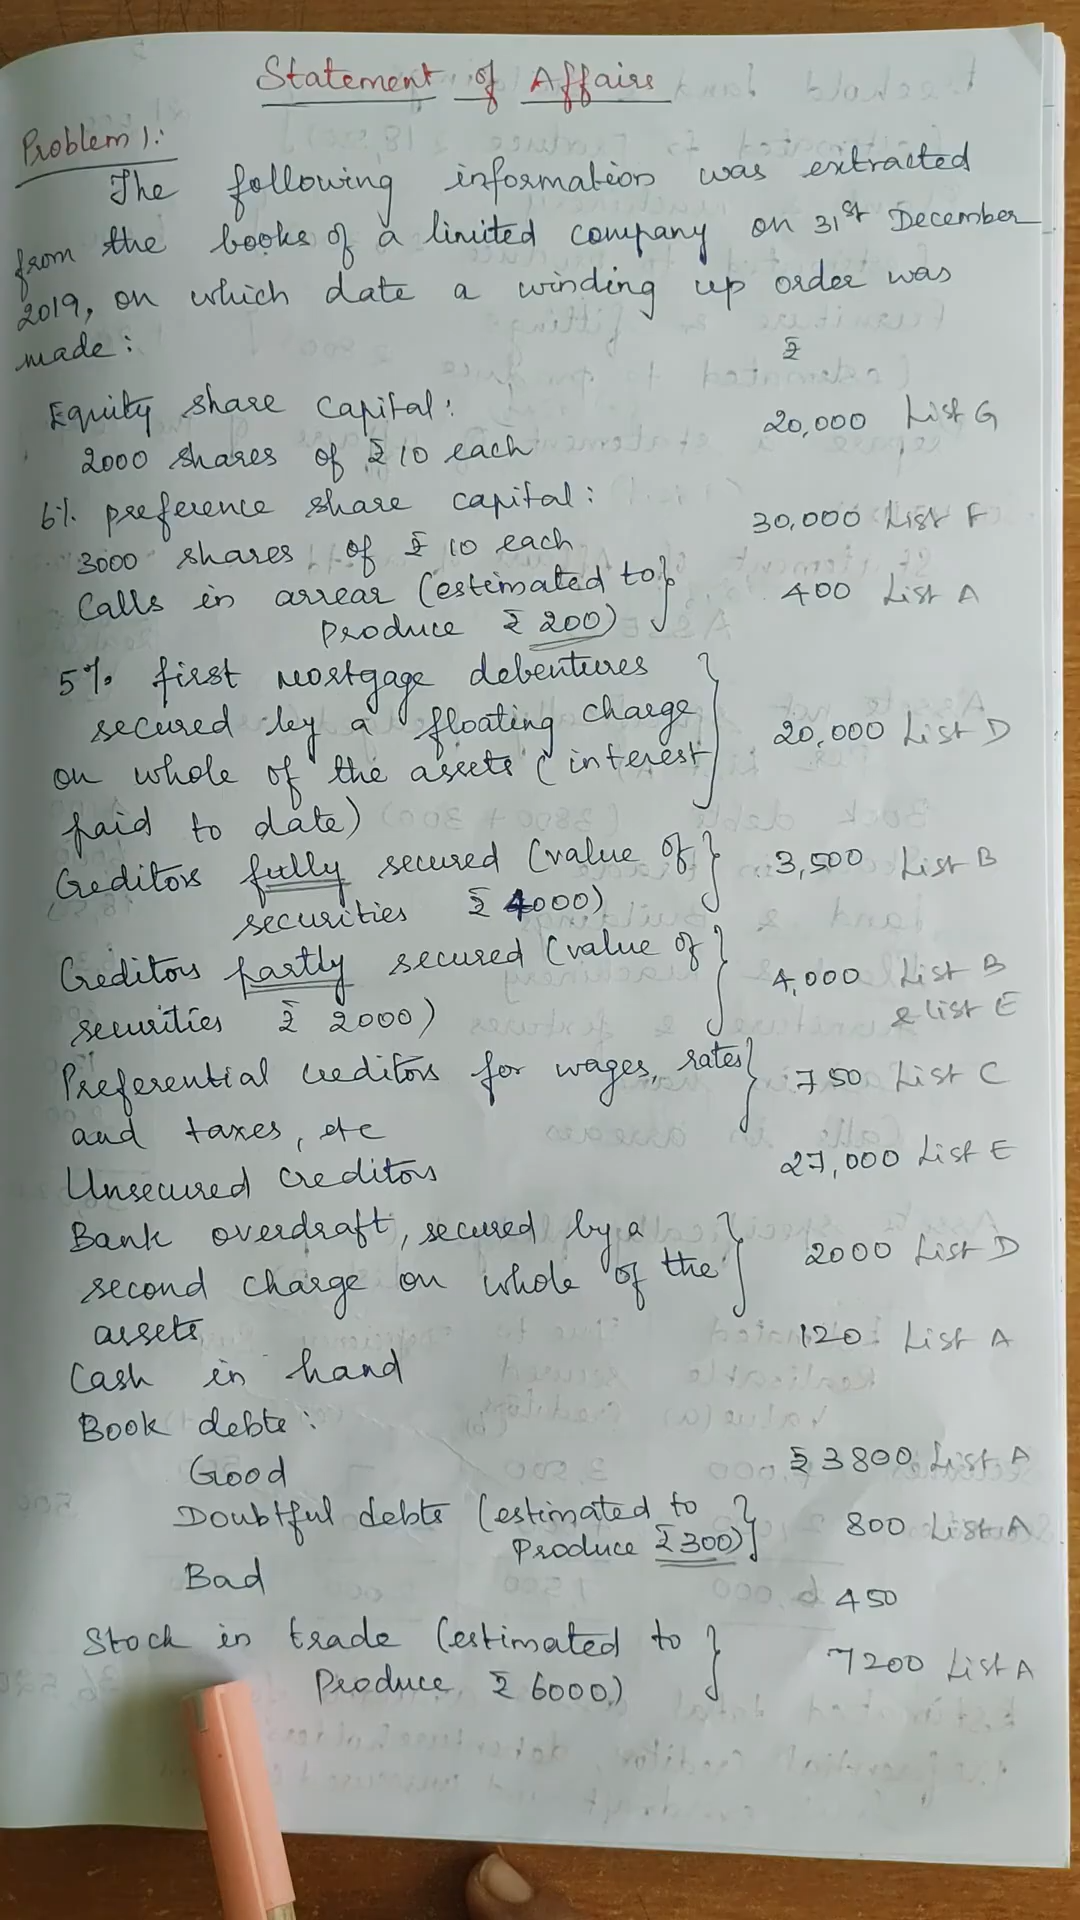 Statement of Affairs
Problem 1:
The following information was extracted
from the books of a limited company on 31st December
2019, on which date a winding up order was
made:
₹
Equity share capital:
2000 shares of ₹ 10 each 20,000 List G
6% preference share capital:
3000 shares of ₹ 10 each 30,000 List F
Calls in arrear (estimated to
Produce ₹ 200) 400 List A
5% first Mortgage debentures
secured by a floating charge
on whole of the assets (interest
paid to date) 20,000 List D
Creditors fully secured (value of
securities ₹ 4000) 3,500 List B
Creditors partly secured (value of
securities ₹ 2000) 4,000 List B
& List E
Preferential creditors for wages, rates
and taxes, etc 750 List C
Unsecured creditors 27,000 List E
Bank overdraft, secured by a
second charge on whole of the
assets 2000 List D
Cash in hand 120 List A
Book debts:
Good ₹ 3800 List A
Doubtful debts (estimated to
Produce ₹ 300) 800 List A
Bad 450
Stock in trade (estimated to
Produce ₹ 6000) 7200 List A